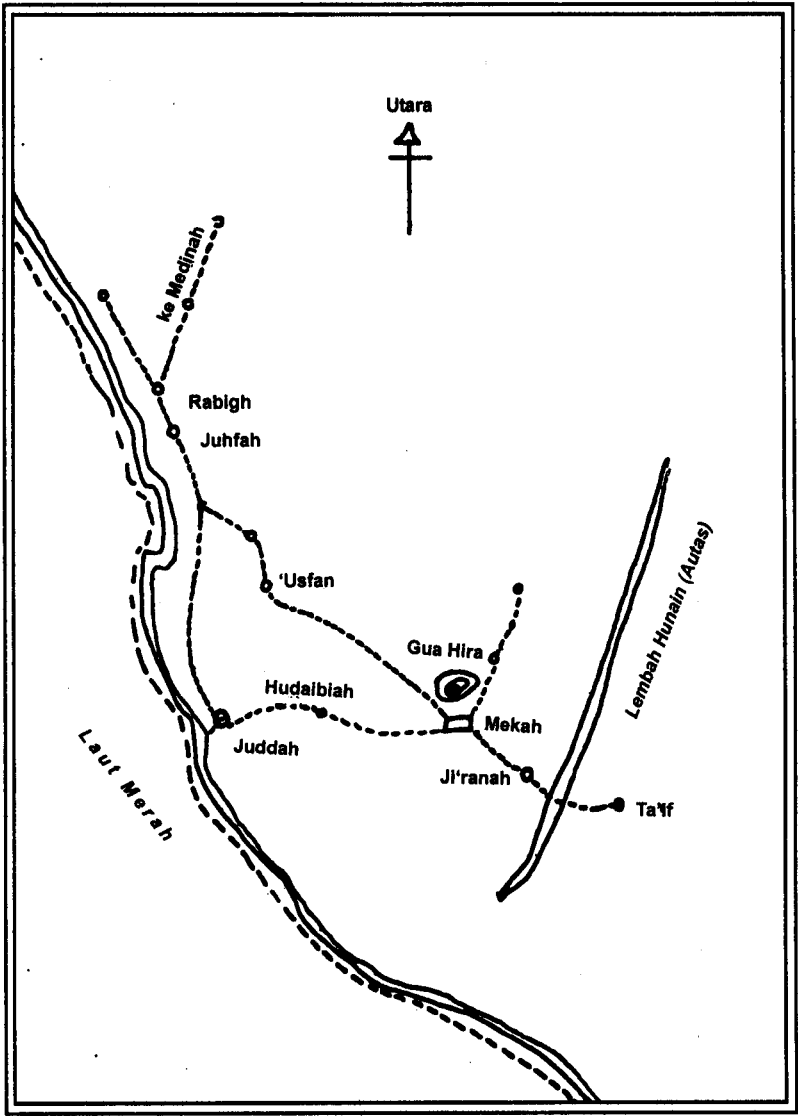 Utara
ke Medinah
Rabigh
Juhfah
‘Usfan
Lembah Hunain (Autas)
Gua Hira
Hudaibiah
Mekah
Juddah
Laut Merah
Ji‘ranah
Ta'if